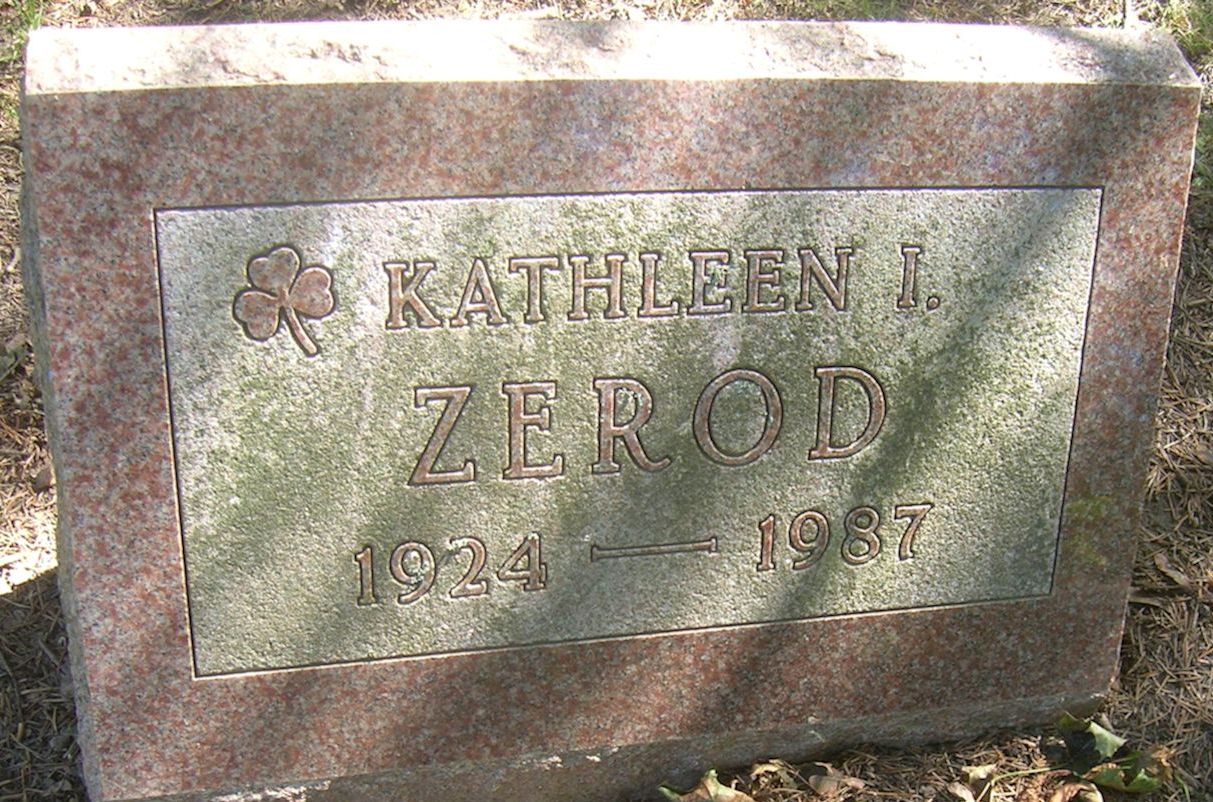 KATHLEEN I.
ZEROD
1924 — 1987